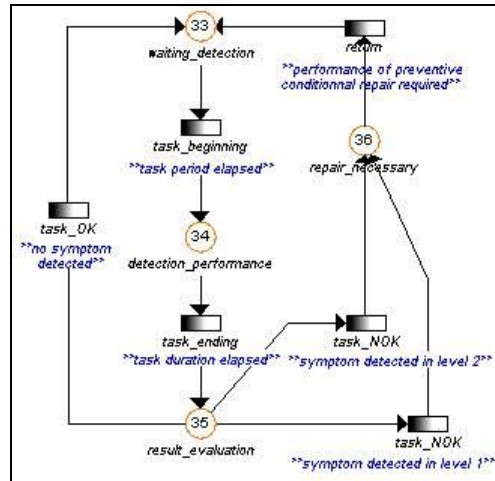 33
waiting_detection
return
**performance of preventive
conditionnal repair required**
36
repair_necessary
task_beginning
**task period elapsed**
task_OK
**no symptom
detected**
34
detection_performance
task_ending
**task duration elapsed**
task_NOK
**symptom detected in level 2**
35
result_evaluation
task_NOK
**symptom detected in level 1**